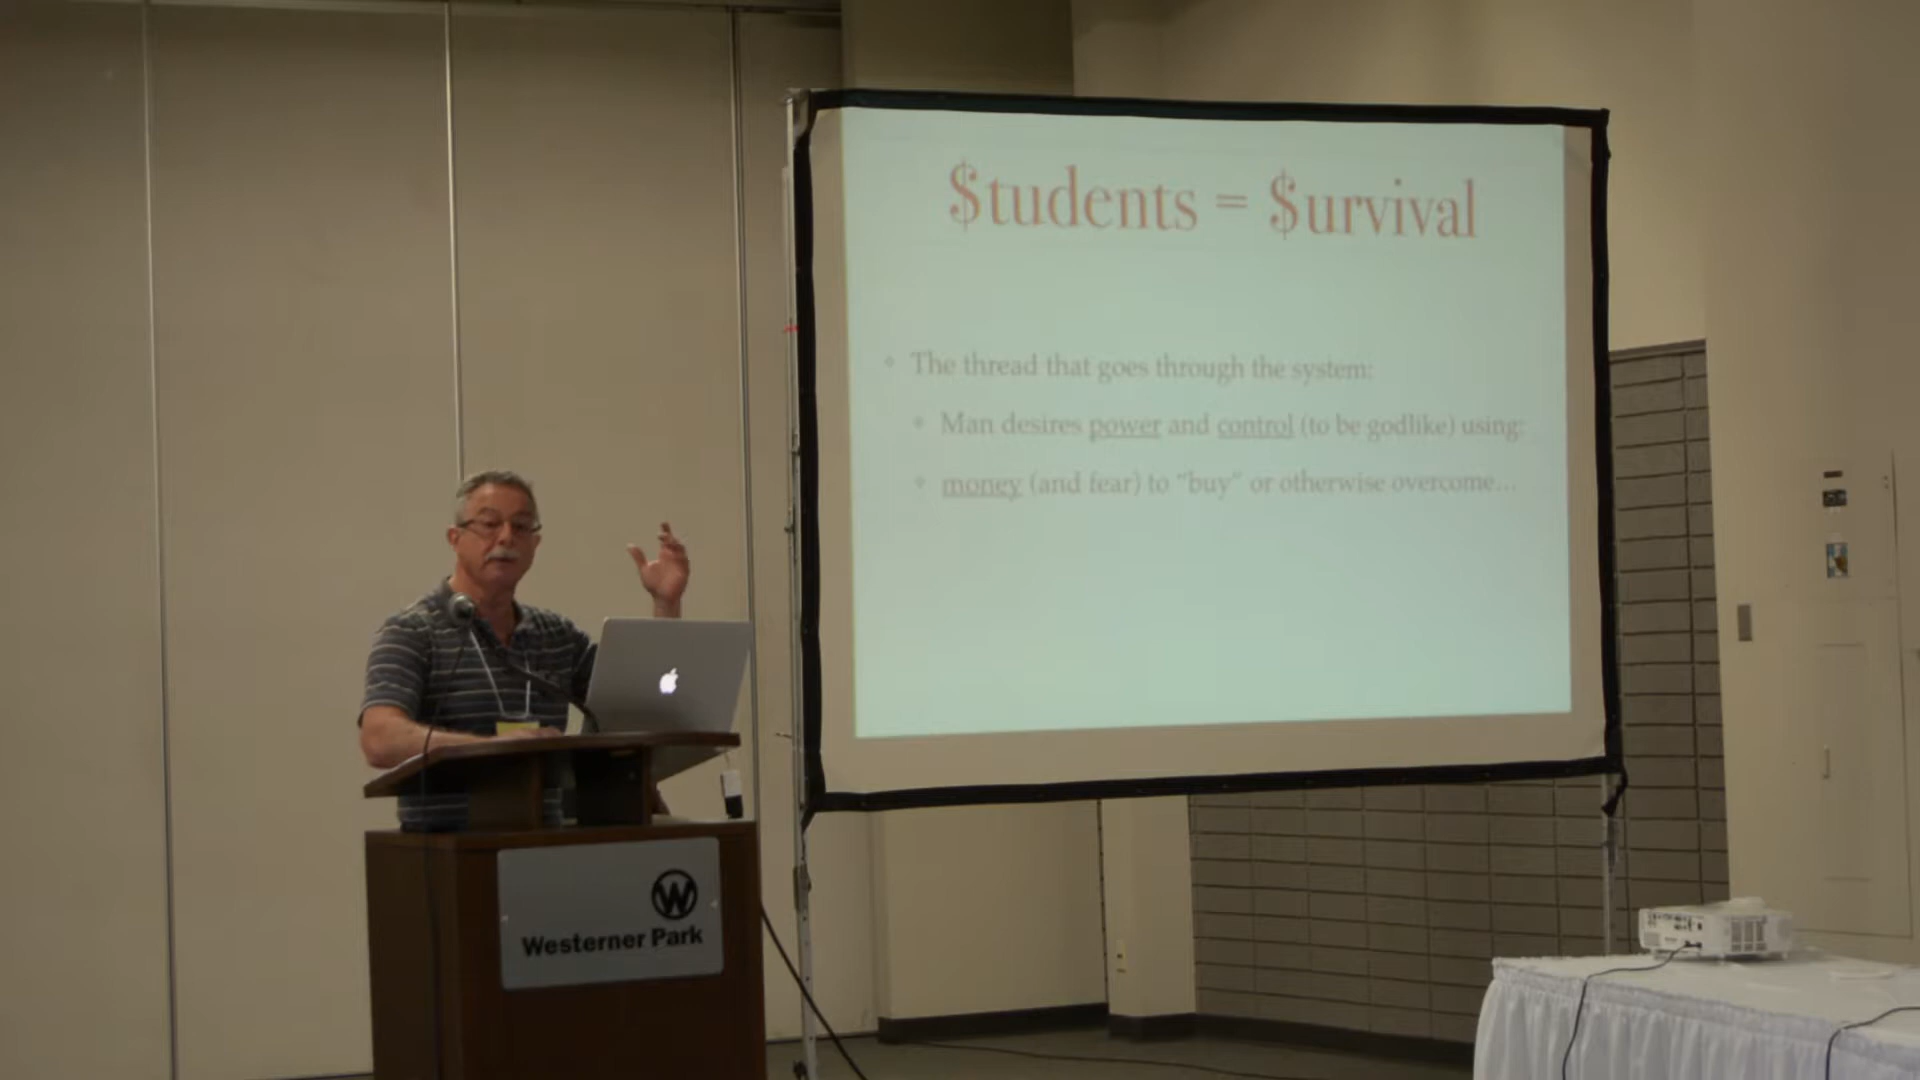 $tudents = $urvival
The thread that goes through the system:
Man desires power and control (to be godlike) using:
money (and fear) to "buy" or otherwise overcome...
W
Westerner Park